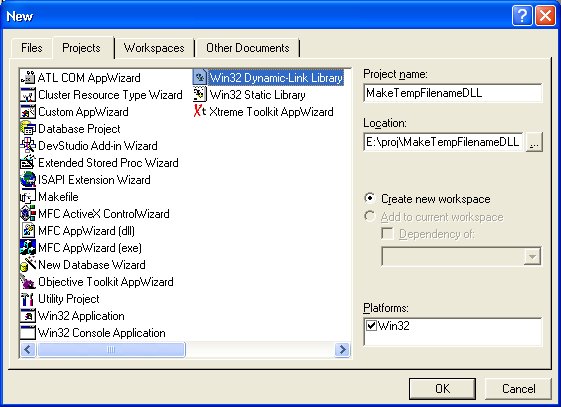 New
Files Projects Workspaces Other Documents
ATL COM AppWizard
Cluster Resource Type Wizard
Custom AppWizard
Database Project
DevStudio Add-in Wizard
Extended Stored Proc Wizard
ISAPI Extension Wizard
Makefile
MFC ActiveX ControlWizard
MFC AppWizard (dll)
MFC AppWizard (exe)
New Database Wizard
Objective Toolkit AppWizard
Utility Project
Win32 Application
Win32 Console Application
Win32 Dynamic-Link Library
Win32 Static Library
Xtreme Toolkit AppWizard
Project name:
MakeTempFilenameDLL
Location:
E:\proj\MakeTempFilenameDLL ...
Create new workspace
Add to current workspace
Dependency of:
Platforms:
Win32
OK Cancel